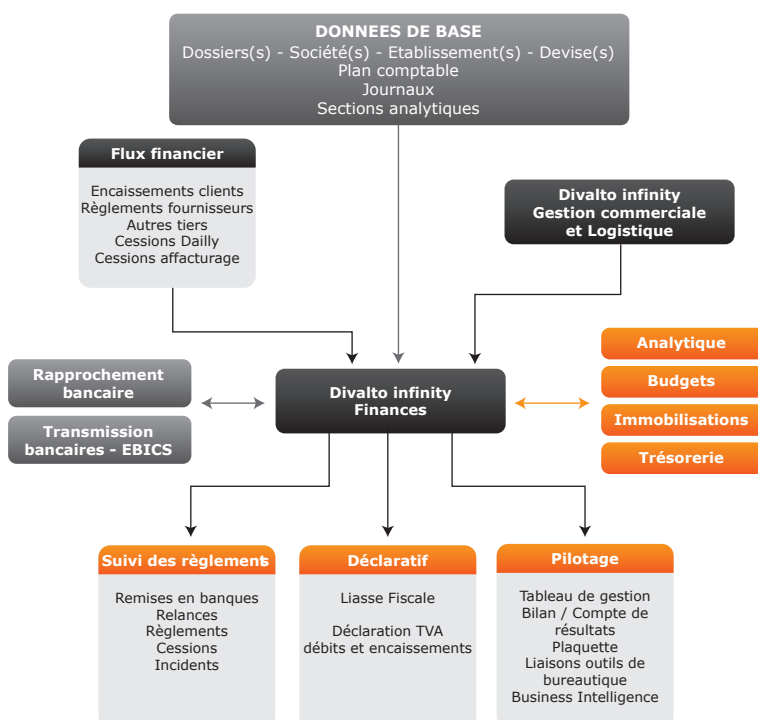 DONNEES DE BASE
Dossiers(s) - Société(s) - Etablissement(s) - Devise(s)
Plan comptable
Journaux
Sections analytiques
Flux financier
Encaissements clients
Règlements fournisseurs
Autres tiers
Cessions Dailly
Cessions affacturage
Divalto infinity
Gestion commerciale
et Logistique
Rapprochement
bancaire
Transmission
bancaires - EBICS
Divalto infinity
Finances
Analytique
Budgets
Immobilisations
Trésorerie
Suivi des règlements
Remises en banques
Relances
Règlements
Cessions
Incidents
Déclaratif
Liasse Fiscale
Déclaration TVA
débits et encaissements
Pilotage
Tableau de gestion
Bilan / Compte de
résultats
Plaquette
Liaisons outils de
bureautique
Business Intelligence